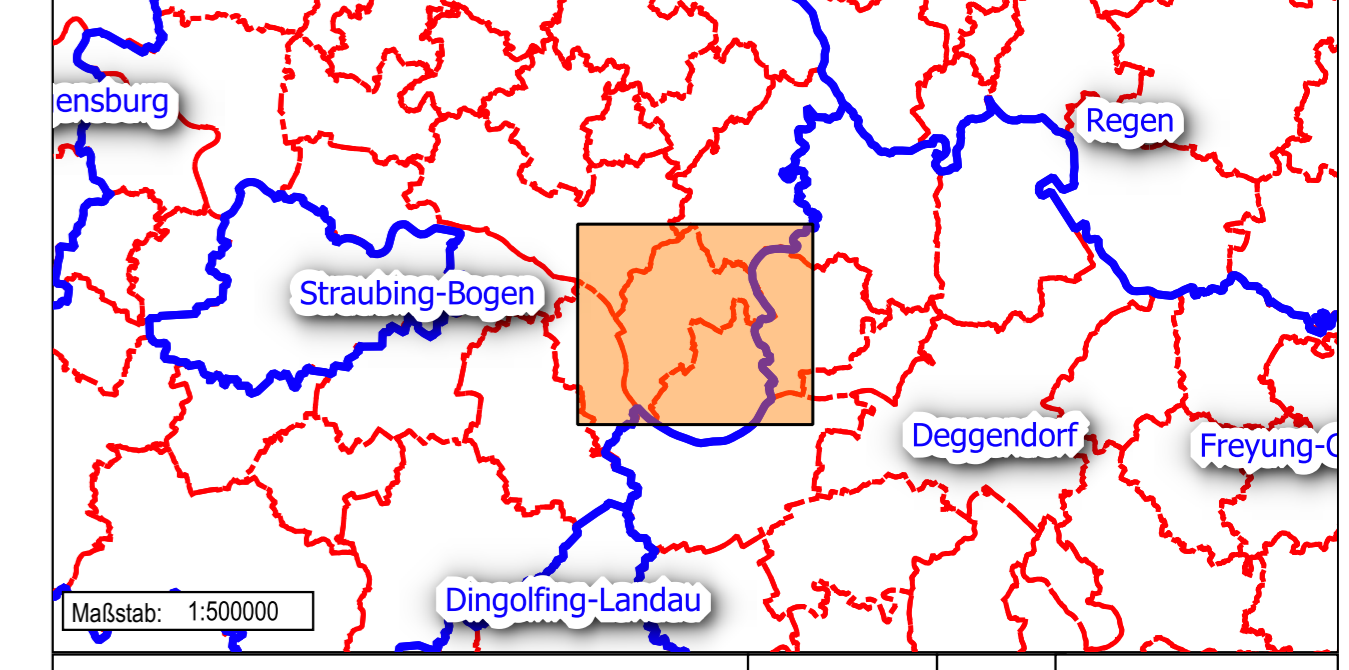 ensburg
Regen
Straubing-Bogen
Deggendorf
Freyung-G
Dingolfing-Landau
Maßstab: 1:500000